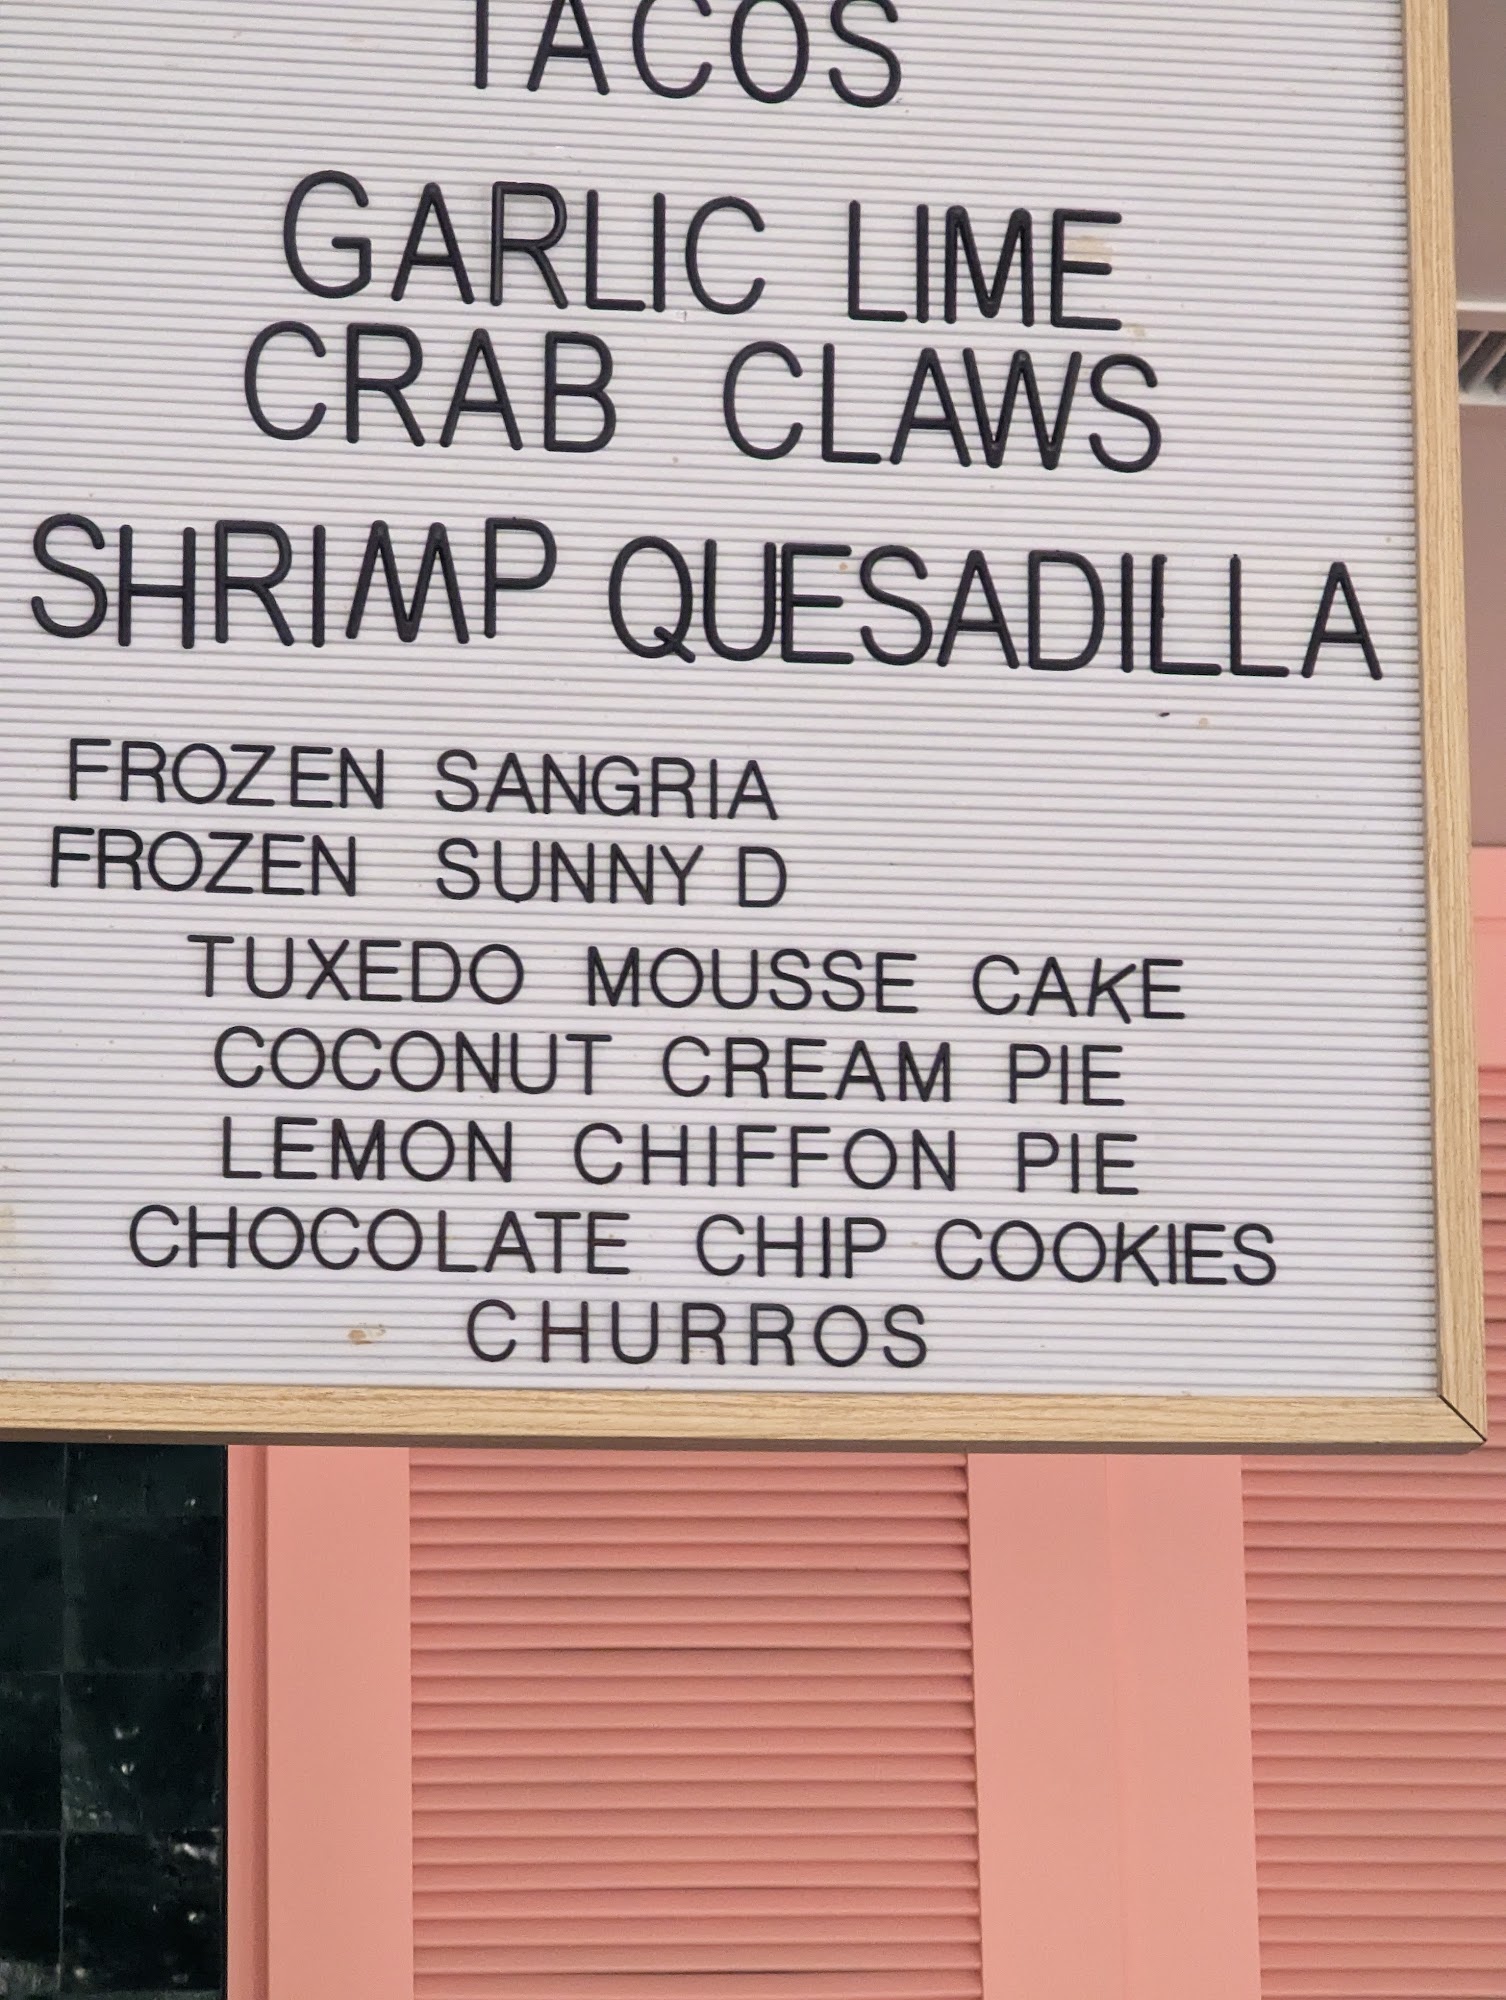 TACOS
GARLIC LIME
CRAB CLAWS
SHRIMP QUESADILLA
FROZEN SANGRIA
FROZEN SUNNY D
TUXEDO MOUSSE CAKE
COCONUT CREAM PIE
LEMON CHIFFON PIE
CHOCOLATE CHIP COOKIES
CHURROS